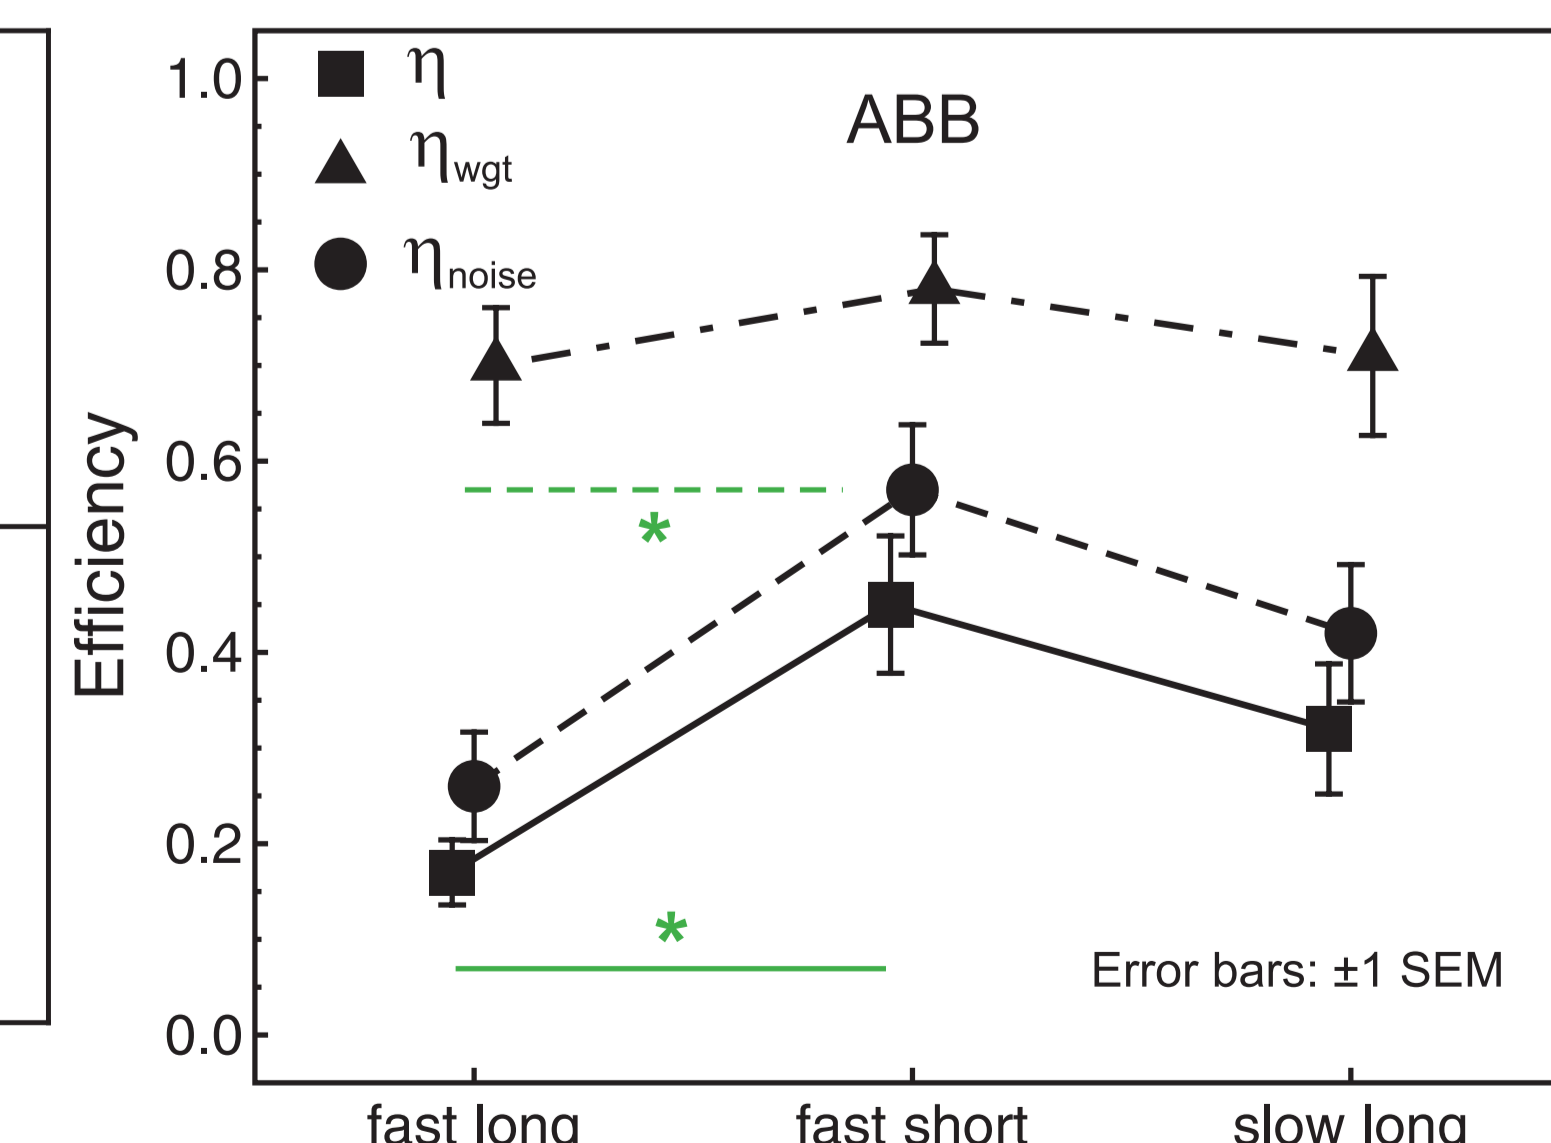 1.0
η
ABB
ηwgt
0.8
ηnoise
Efficiency
0.6
*
0.4
0.2
*
Error bars: ±1 SEM
0.0
fast long
fast short
slow long